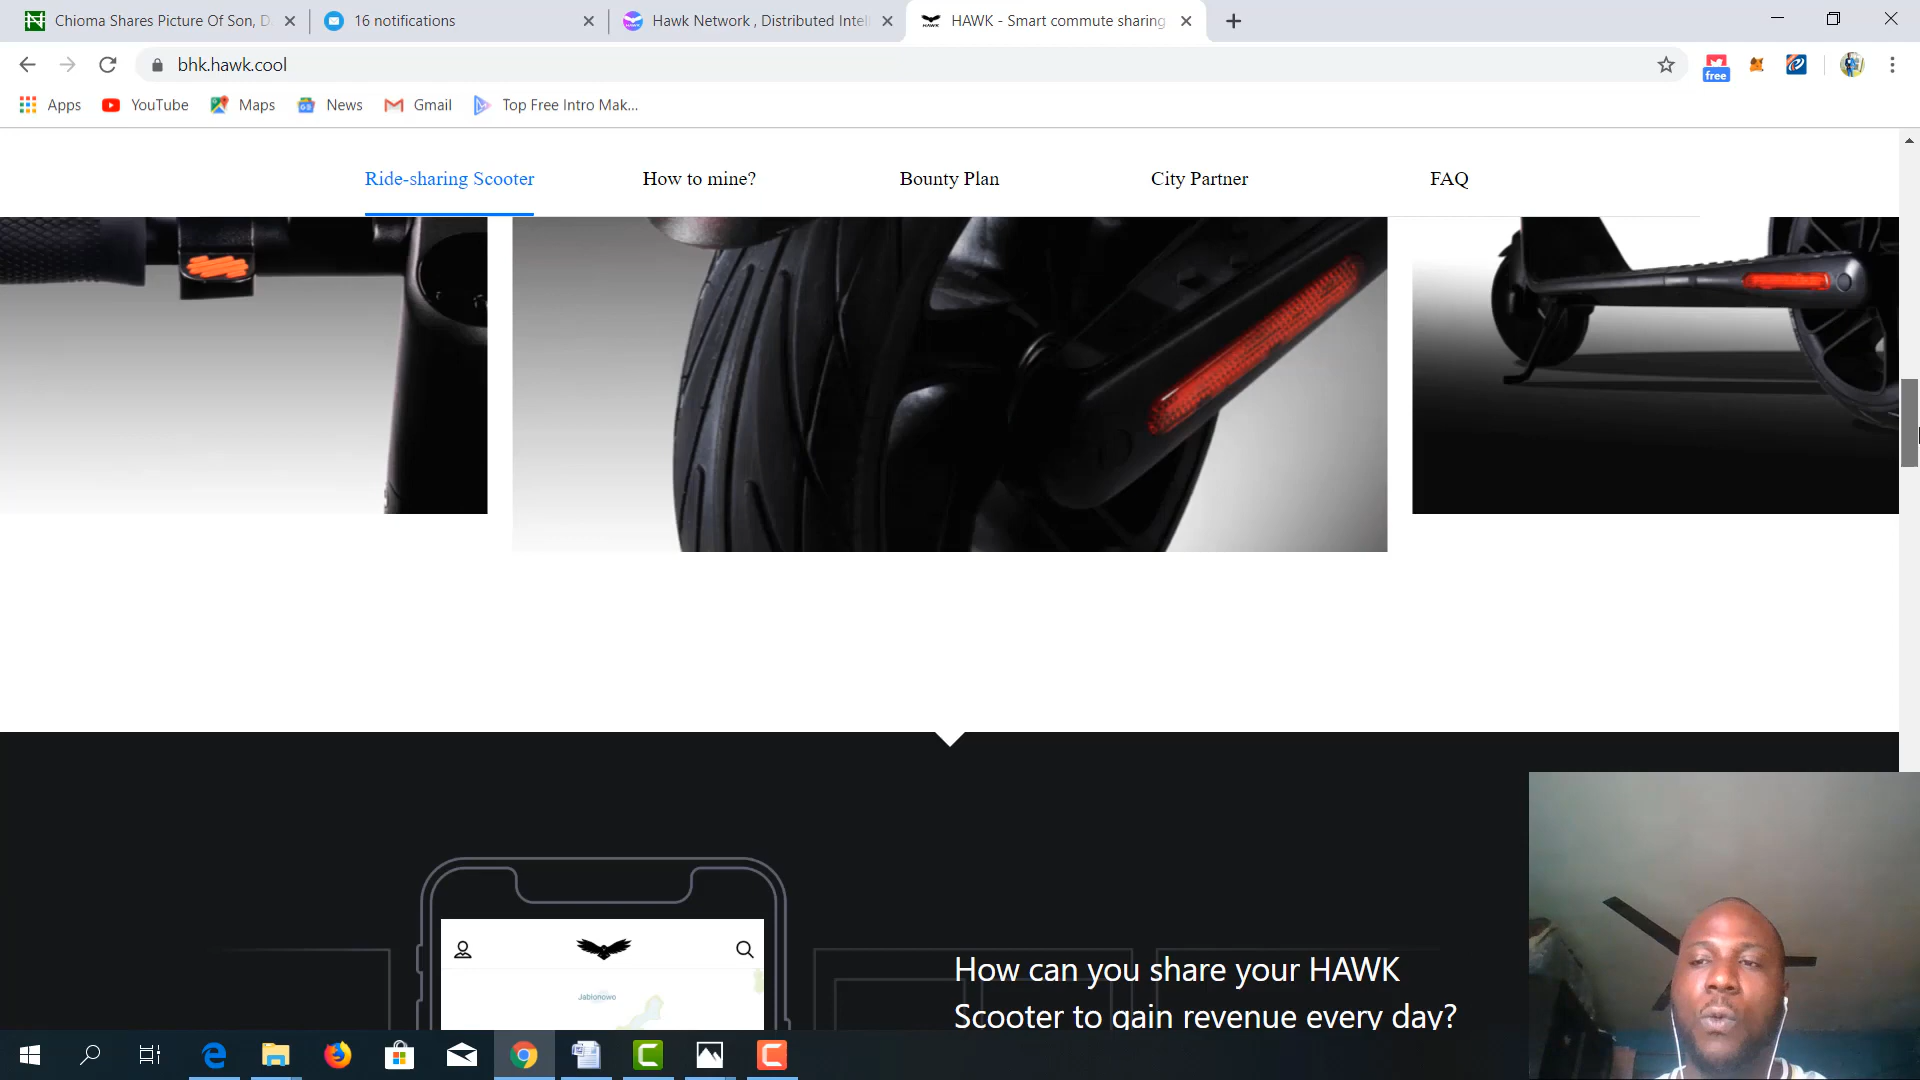 Chioma Shares Picture Of Son, D
16 notifications
Hawk Network , Distributed Intel
HAWK - Smart commute sharing
bhk.hawk.cool
free
Apps
YouTube
Maps
News
Gmail
Top Free Intro Mak...
Ride-sharing Scooter
How to mine?
Bounty Plan
City Partner
FAQ
Jabłonowo
How can you share your HAWK
Scooter to gain revenue every day?